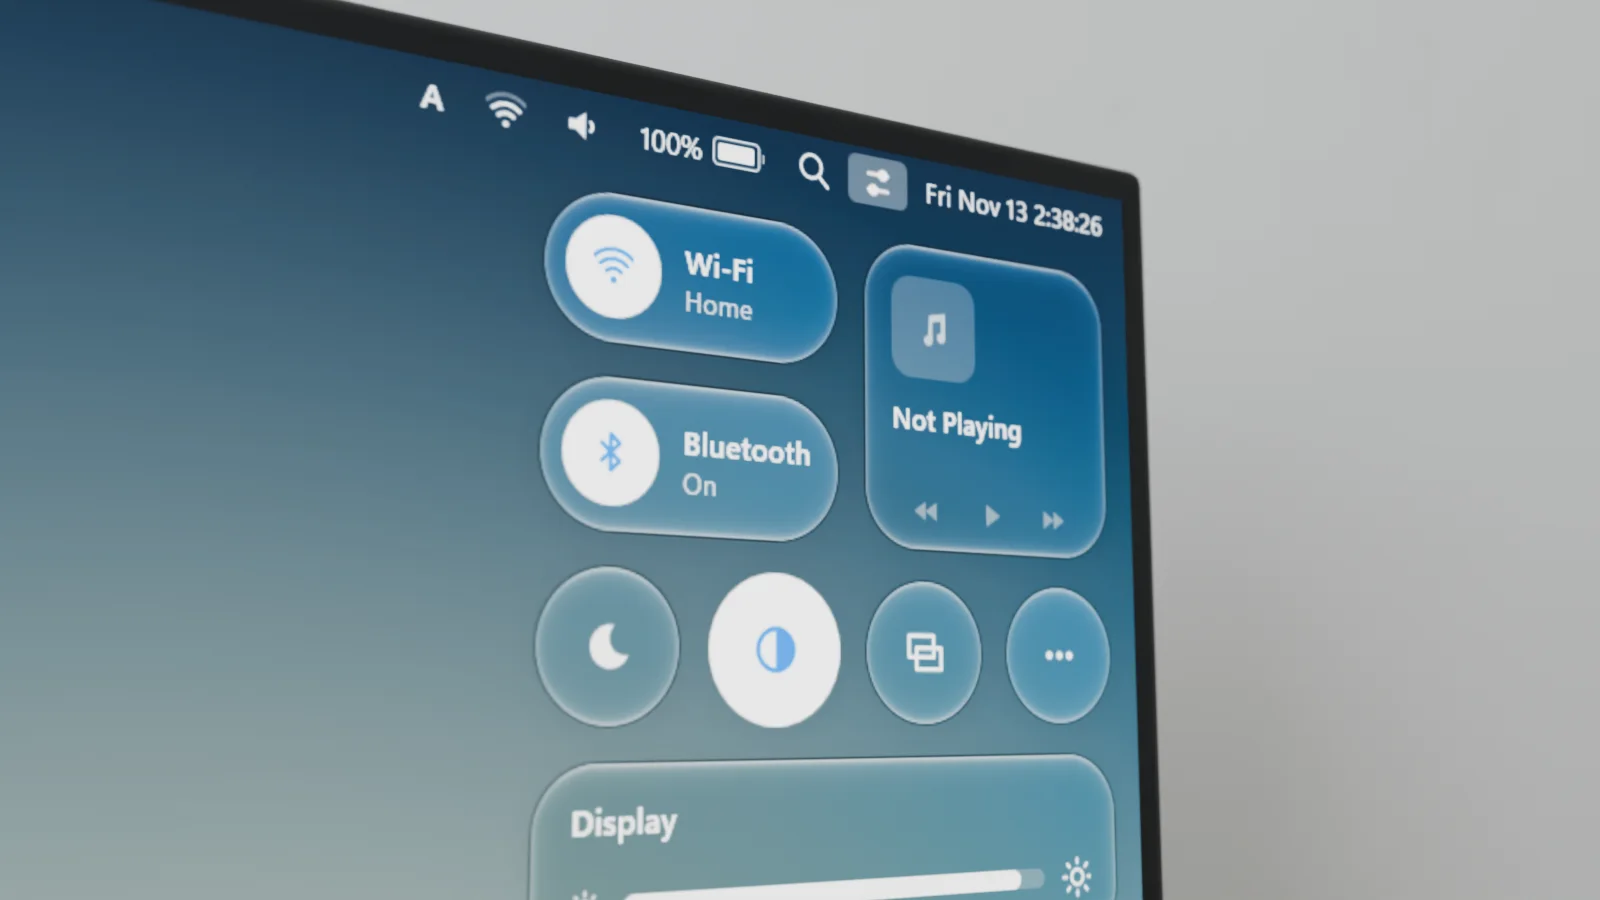 A
100%
Fri Nov 13 2:38:26
Wi-Fi
Home
Not Playing
Bluetooth
On
Display